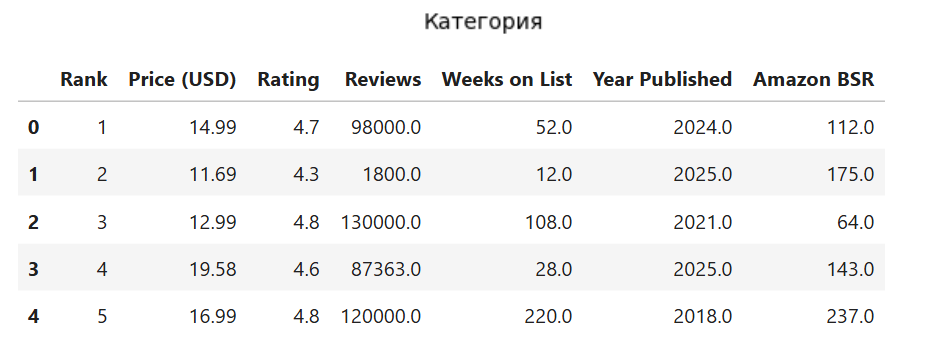 Категория
Rank Price (USD) Rating Reviews Weeks on List Year Published Amazon BSR
0 1 14.99 4.7 98000.0 52.0 2024.0 112.0
1 2 11.69 4.3 1800.0 12.0 2025.0 175.0
2 3 12.99 4.8 130000.0 108.0 2021.0 64.0
3 4 19.58 4.6 87363.0 28.0 2025.0 143.0
4 5 16.99 4.8 120000.0 220.0 2018.0 237.0